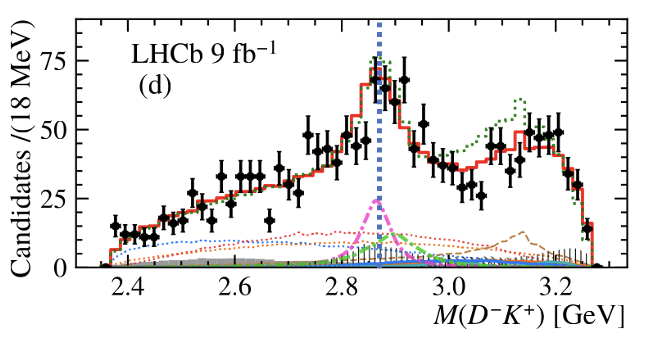 Candidates /(18 MeV)
75
50
25
0
LHCb 9 fb⁻¹
(d)
2.4 2.6 2.8 3.0 3.2
M(D⁻K⁺) [GeV]